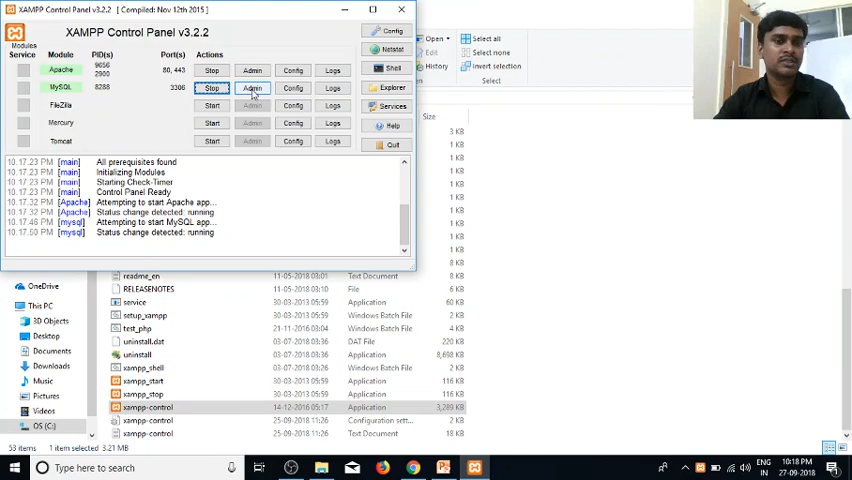 XAMPP Control Panel v3.2.2 [ Compiled: Nov 12th 2015 ]
XAMPP Control Panel v3.2.2
Config
Modules
Service Module PID(s) Port(s) Actions
Netstat
Apache 9656 2900 80, 443 Stop Admin Config Logs
Shell
MySQL 8288 3306 Stop Admin Config Logs
Explorer
FileZilla Start Admin Config Logs
Services
Mercury Start Admin Config Logs
Help
Tomcat Start Admin Config Logs
Quit
10.17.23 PM [main] All prerequisites found
10.17.23 PM [main] Initializing Modules
10.17.23 PM [main] Starting Check-Timer
10.17.23 PM [main] Control Panel Ready
10.17.32 PM [Apache] Attempting to start Apache app...
10.17.32 PM [Apache] Status change detected: running
10.17.46 PM [mysql] Attempting to start MySQL app...
10.17.50 PM [mysql] Status change detected: running
Open Select all
Edit Select none
History Invert selection
Select
Size
3 KB
1 KB
1 KB
1 KB
1 KB
1 KB
1 KB
1 KB
1 KB
1 KB
8 KB
readme_en 11-05-2018 03:01 Text Document 8 KB
RELEASENOTES 11-05-2018 03:10 File 6 KB
service 30-03-2013 05:59 Application 60 KB
setup_xampp 30-03-2013 05:59 Windows Batch File 2 KB
test_php 21-11-2016 03:04 Windows Batch File 2 KB
uninstall.dat 03-07-2018 03:38 DAT File 220 KB
uninstall 03-07-2018 03:38 Application 8,698 KB
xampp_shell 03-07-2018 03:38 Windows Batch File 2 KB
xampp_start 30-03-2013 05:59 Application 116 KB
xampp_stop 30-03-2013 05:59 Application 116 KB
xampp-control 14-12-2016 05:17 Application 3,289 KB
xampp-control 25-09-2018 11:26 Configuration sett... 2 KB
xampp-control 25-09-2018 11:26 Text Document 18 KB
OneDrive
This PC
3D Objects
Desktop
Documents
Downloads
Music
Pictures
Videos
OS (C:)
53 items 1 item selected 3.21 MB
Type here to search
ENG
IN
10:18 PM
27-09-2018